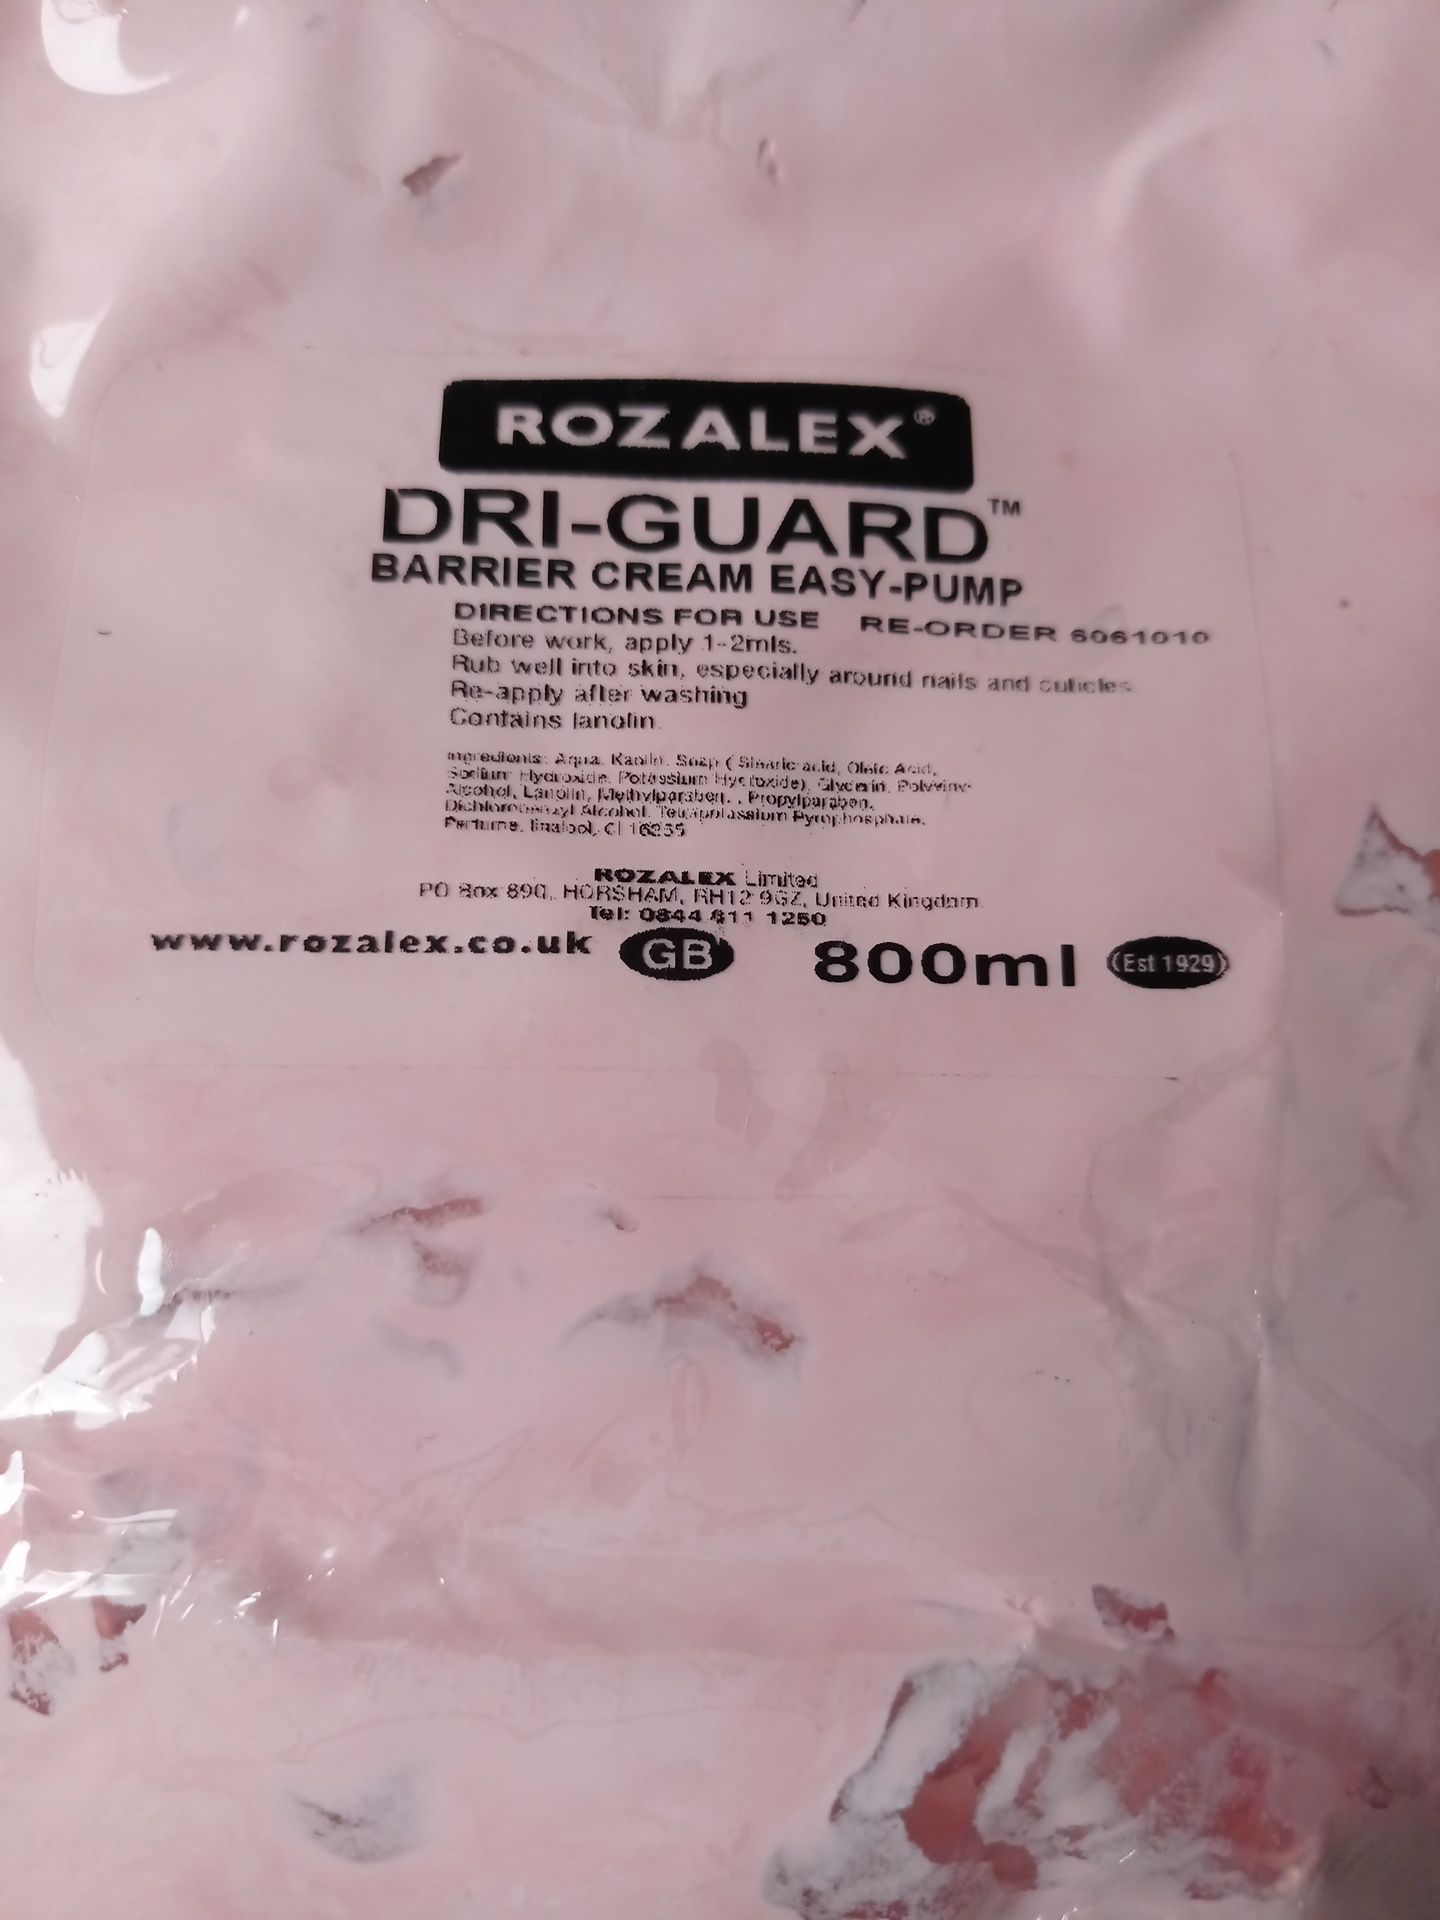 ROZALEX®
DRI-GUARD™
BARRIER CREAM EASY-PUMP
DIRECTIONS FOR USE RE-ORDER 6061010
Before work, apply 1-2mls.
Rub well into skin, especially around nails and cuticles.
Re-apply after washing
Contains lanolin.
Ingredients: Aqua, Kaolin, Soap ( Stearic acid, Oleic Acid,
Sodium Hydroxide, Potassium Hydroxide), Glycerin, Polyvinyl
Alcohol, Lanolin, Methylparaben, , Propylparaben,
Dichlorobenzyl Alcohol, Tetrapotassium Pyrophosphate,
Perfume, linalool, CI 16255
ROZALEX Limited
PO Box 890, HORSHAM, RH12 9GZ, United Kingdom
Tel: 0844 811 1250
www.rozalex.co.uk GB 800ml (Est 1929)